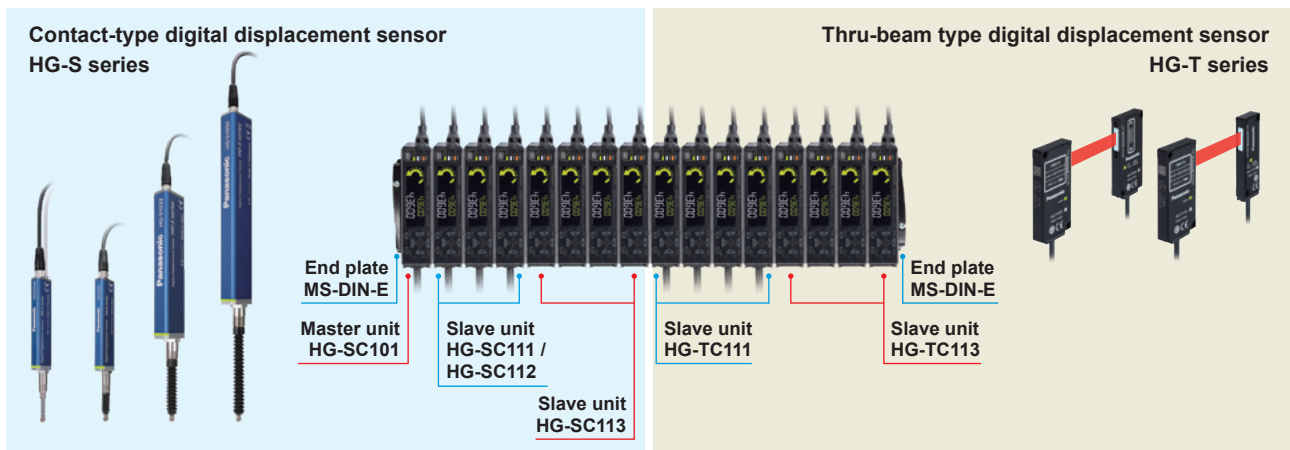 Contact-type digital displacement sensor
HG-S series
Thru-beam type digital displacement sensor
HG-T series
Panasonic
Panasonic
End plate
MS-DIN-E
Master unit
HG-SC101
Slave unit
HG-SC111 /
HG-SC112
Slave unit
HG-SC113
Slave unit
HG-TC111
End plate
MS-DIN-E
Slave unit
HG-TC113